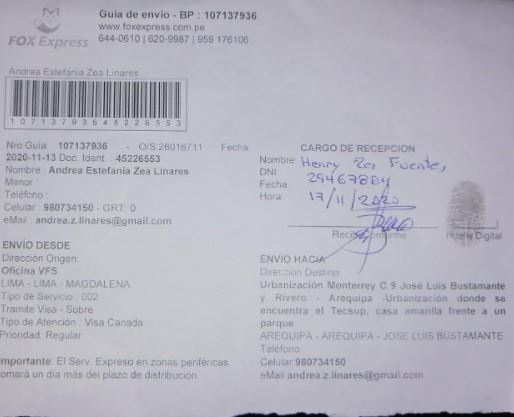 FOX Express
Guía de envío - BP : 107137936
www.foxexpress.com.pe
644-0610 | 620-9987 | 959 176106
Andrea Estefania Zea Linares
10713793645226553
Nro Guía: 107137936 - O/S:26016711 Fecha:
2020-11-13 Doc. Ident. : 45226553
Nombre : Andrea Estefania Zea Linares
Menor :
Teléfono :
Celular : 980734150 - GRT: 0
eMail : andrea.z.linares@gmail.com
CARGO DE RECEPCION
Nombre: Henry Zea Fuentes
DNI: 29467804
Fecha:
Hora: 17/11/2020
Recibí Conforme
Huella Digital
ENVÍO DESDE
Dirección Origen:
Oficina VFS
LIMA - LIMA - MAGDALENA
Tipo de Servicio : 002
Tramite Visa - Sobre
Tipo de Atención : Visa Canada
Prioridad: Regular
ENVÍO HACIA
Dirección Destino:
Urbanización Monterrey C 9 José Luis Bustamante
y Rivero - Arequipa -Urbanización donde se
encuentra el Tecsup, casa amarilla frente a un
parque
AREQUIPA - AREQUIPA - JOSE LUIS BUSTAMANTE
Teléfono:
Celular:980734150
eMail:andrea.z.linares@gmail.com
mportante: El Serv. Expreso en zonas periféricas
omará un día más del plazo de distribución